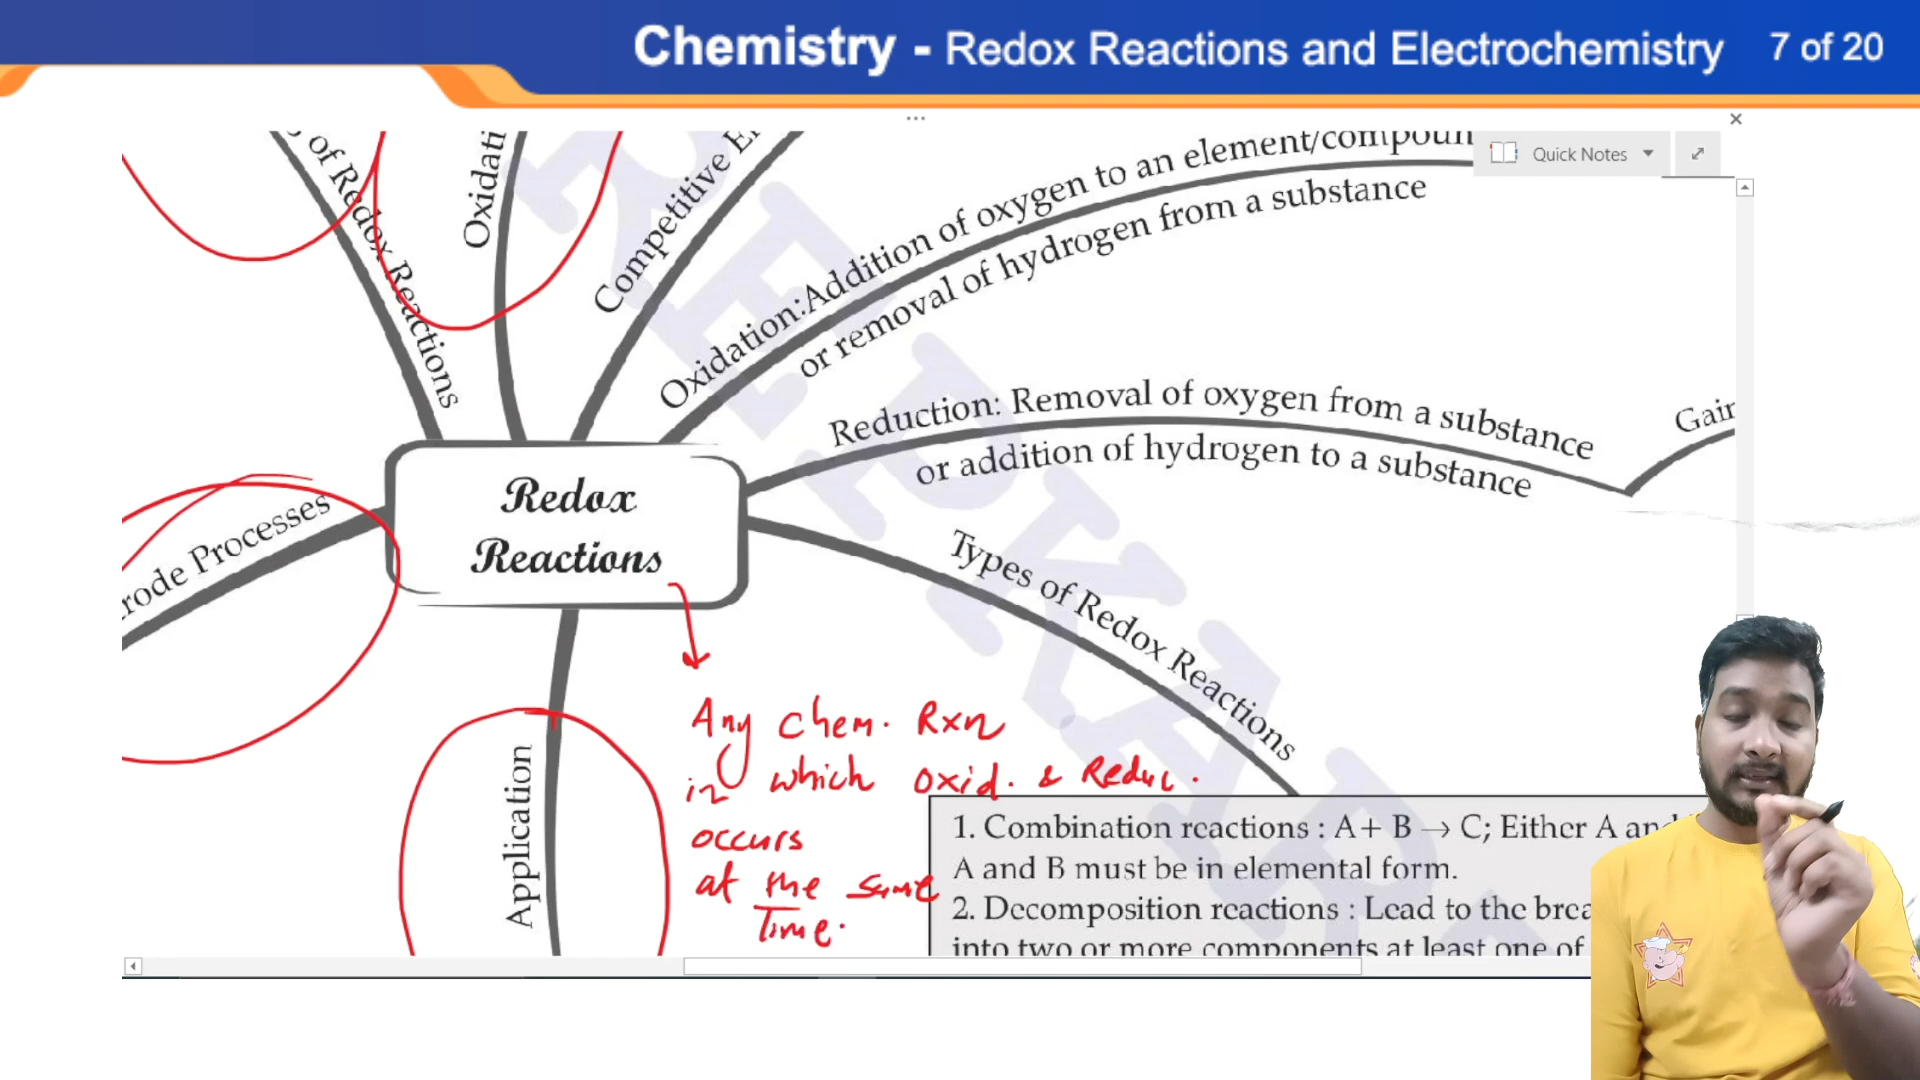 Chemistry - Redox Reactions and Electrochemistry 7 of 20
Quick Notes
of Redox Reactions
Oxidati
Competitive
Oxidation: Addition of oxygen to an element/compoun
or removal of hydrogen from a substance
Reduction: Removal of oxygen from a substance
or addition of hydrogen to a substance
Gain
Redox
Reactions
rode Processes
Types of Redox Reactions
Application
Any chem. Rxn
in which oxid. & Reduc.
occurs
at the same
Time.
1. Combination reactions : A + B → C; Either A and
A and B must be in elemental form.
2. Decomposition reactions : Lead to the brea
into two or more components at least one of
REPKART